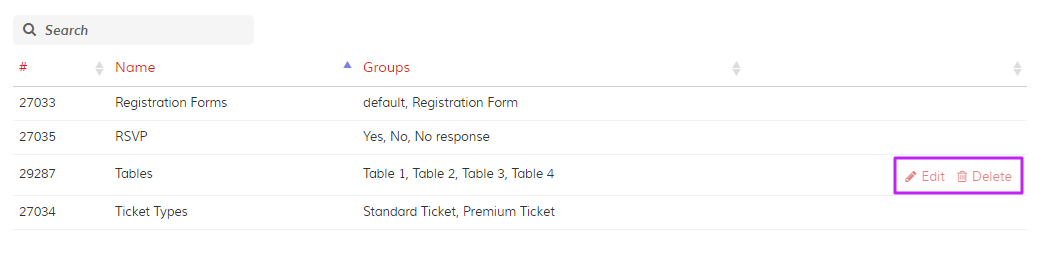 Search
# Name Groups
27033 Registration Forms default, Registration Form
27035 RSVP Yes, No, No response
29287 Tables Table 1, Table 2, Table 3, Table 4 Edit Delete
27034 Ticket Types Standard Ticket, Premium Ticket